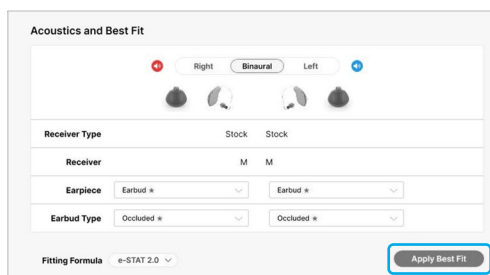 Acoustics and Best Fit
Right Binaural Left
Receiver Type Stock Stock
Receiver M M
Earpiece Earbud ★ Earbud ★
Earbud Type Occluded ★ Occluded ★
Fitting Formula e-STAT 2.0 Apply Best Fit